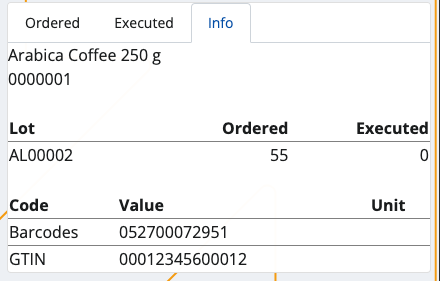 Ordered Executed Info
Arabica Coffee 250 g
0000001
Lot Ordered Executed
AL00002 55 0
Code Value Unit
Barcodes 052700072951
GTIN 00012345600012